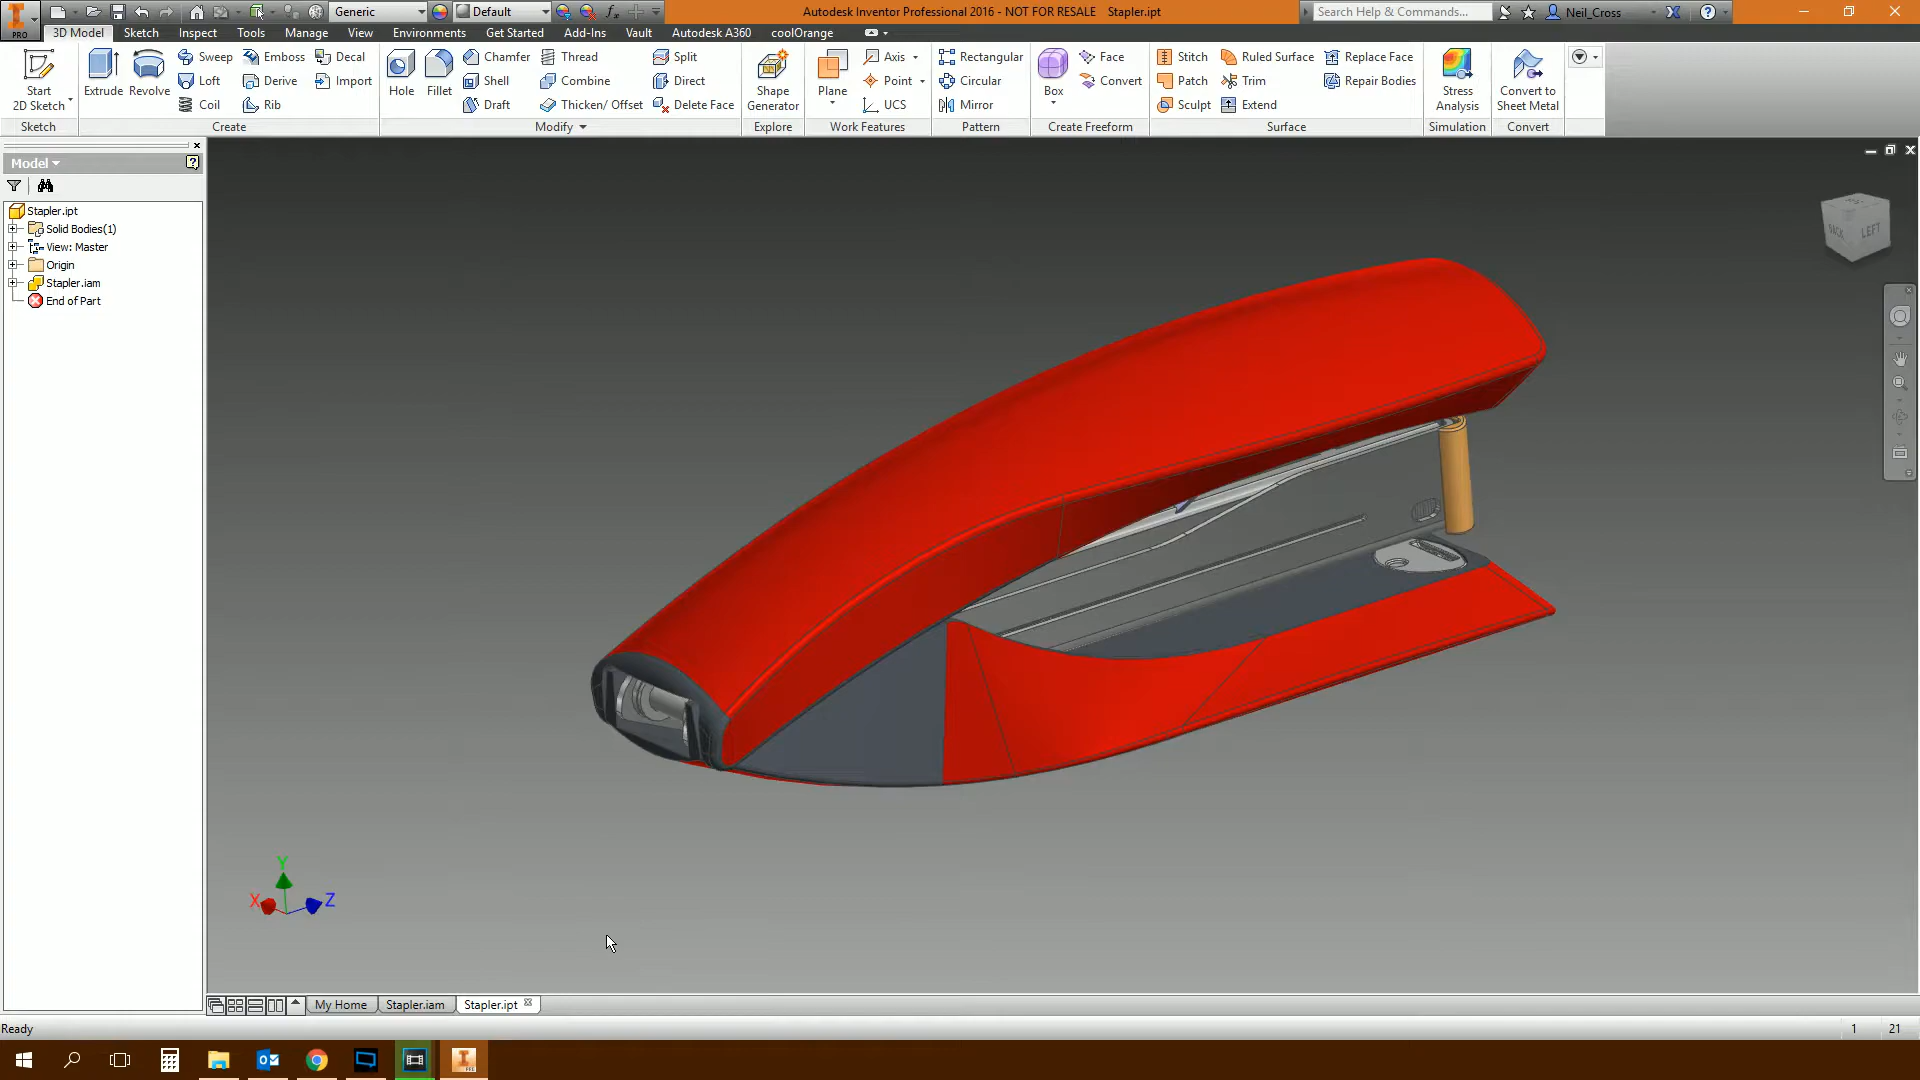 Generic
Default
Autodesk Inventor Professional 2016 - NOT FOR RESALE Stapler.ipt
Search Help & Commands...
Neil_Cross
PRO
3D Model Sketch Inspect Tools Manage View Environments Get Started Add-Ins Vault Autodesk A360 coolOrange
Start
2D Sketch
Sketch
Extrude Revolve
Sweep Emboss Decal
Loft Derive Import
Coil Rib
Create
Hole Fillet
Chamfer Thread Split
Shell Combine Direct
Draft Thicken/ Offset Delete Face
Modify
Shape
Generator
Explore
Plane
Axis
Point
UCS
Work Features
Rectangular
Circular
Mirror
Pattern
Box
Face
Convert
Create Freeform
Stitch Ruled Surface Replace Face
Patch Trim Repair Bodies
Sculpt Extend
Surface
Stress
Analysis
Simulation
Convert to
Sheet Metal
Convert
Model
Stapler.ipt
Solid Bodies(1)
View: Master
Origin
Stapler.iam
End of Part
BACK LEFT
Y
X Z
My Home Stapler.iam Stapler.ipt
Ready
1 21